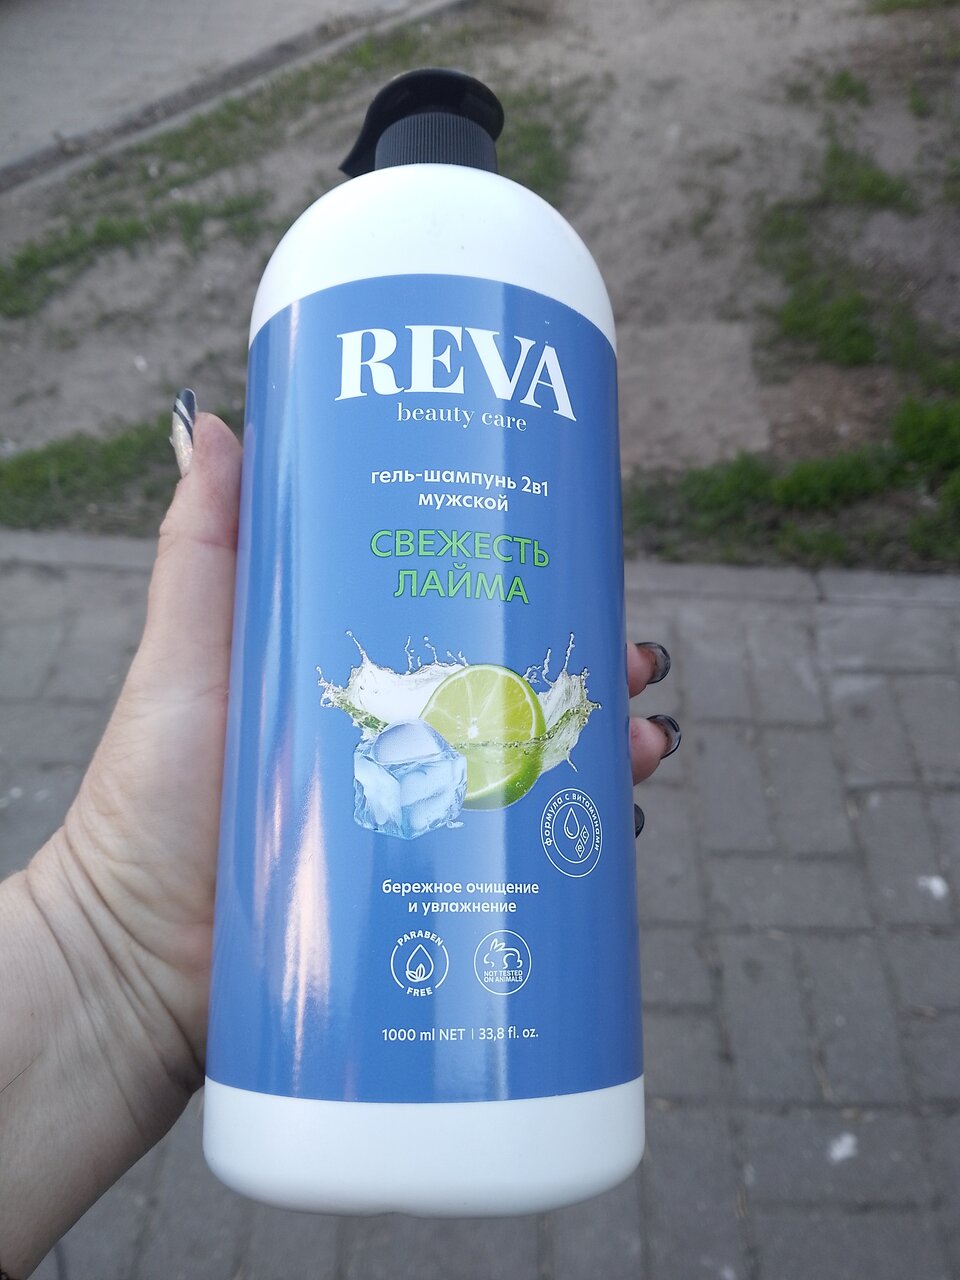 REVA
beauty care
гель-шампунь 2в1
мужской
СВЕЖЕСТЬ
ЛАЙМА
формула с витаминами
бережное очищение
и увлажнение
PARABEN
FREE
NOT TESTED
ON ANIMALS
1000 ml NET | 33,8 fl. oz.